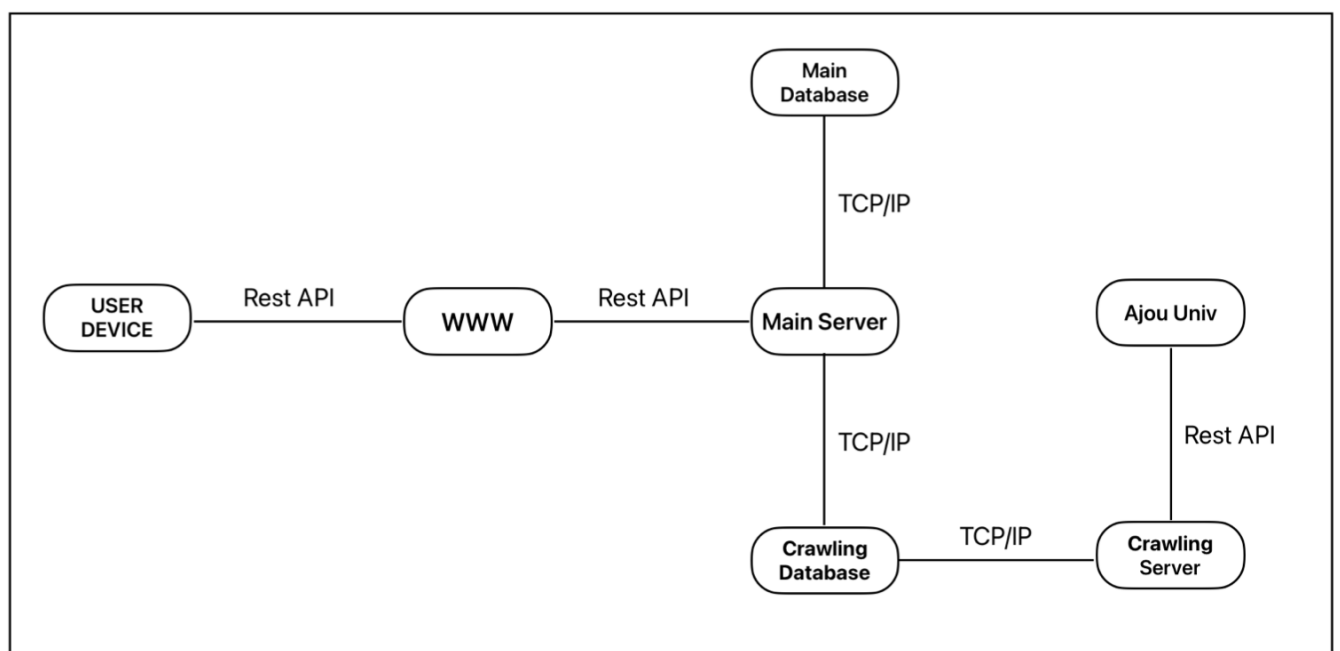 Main
Database
TCP/IP
USER
DEVICE
Rest API
WWW
Rest API
Main Server
Ajou Univ
TCP/IP
Rest API
Crawling
Database
TCP/IP
Crawling
Server